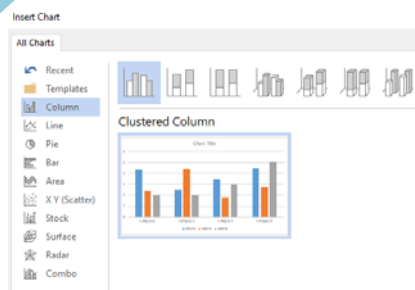 Insert Chart
All Charts
Recent
Templates
Column
Line
Pie
Bar
Area
X Y (Scatter)
Stock
Surface
Radar
Combo
Clustered Column
Chart Title